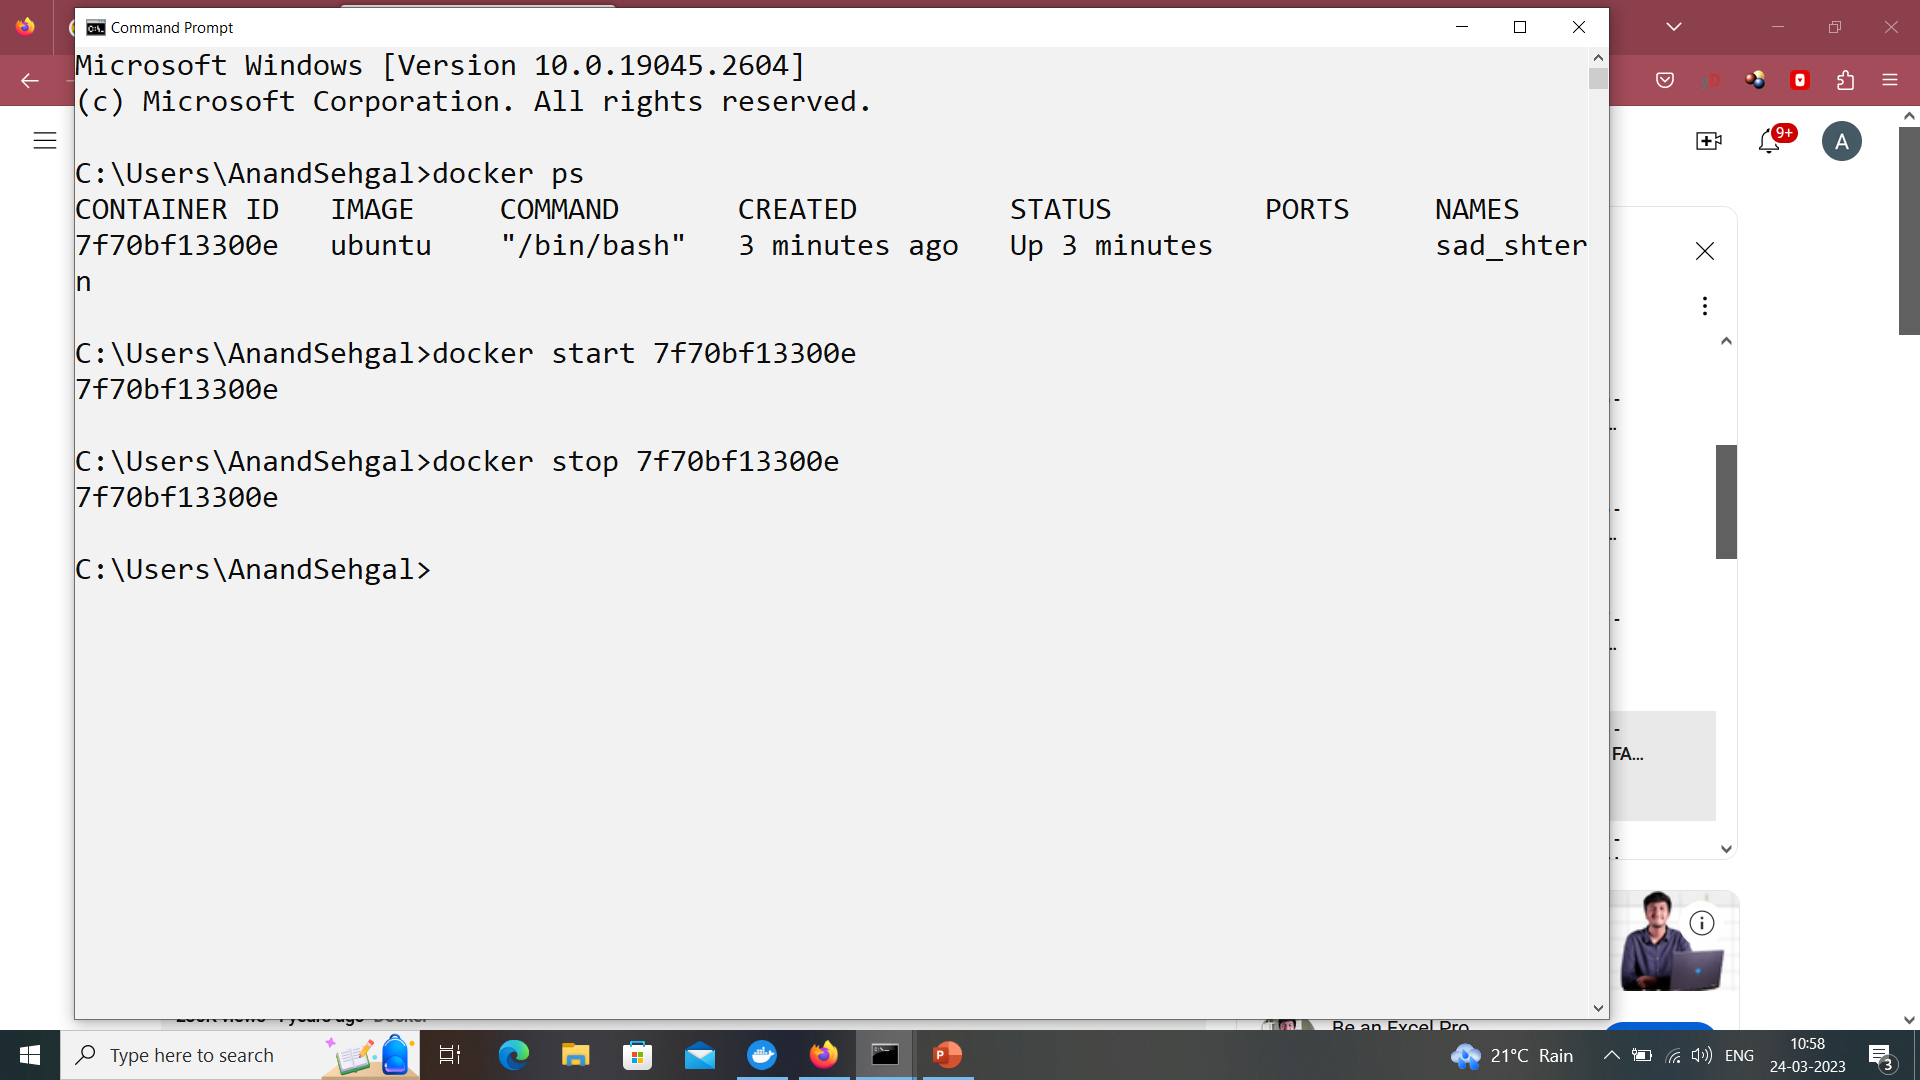 Command Prompt
Microsoft Windows [Version 10.0.19045.2604]
(c) Microsoft Corporation. All rights reserved.
C:\Users\AnandSehgal>docker ps
CONTAINER ID   IMAGE     COMMAND       CREATED         STATUS         PORTS     NAMES
7f70bf13300e   ubuntu    "/bin/bash"   3 minutes ago   Up 3 minutes             sad_shter
n
C:\Users\AnandSehgal>docker start 7f70bf13300e
7f70bf13300e
C:\Users\AnandSehgal>docker stop 7f70bf13300e
7f70bf13300e
C:\Users\AnandSehgal>
9+
A
FA...
Be an Excel Pro
Type here to search
21°C Rain
ENG
10:58
24-03-2023
3